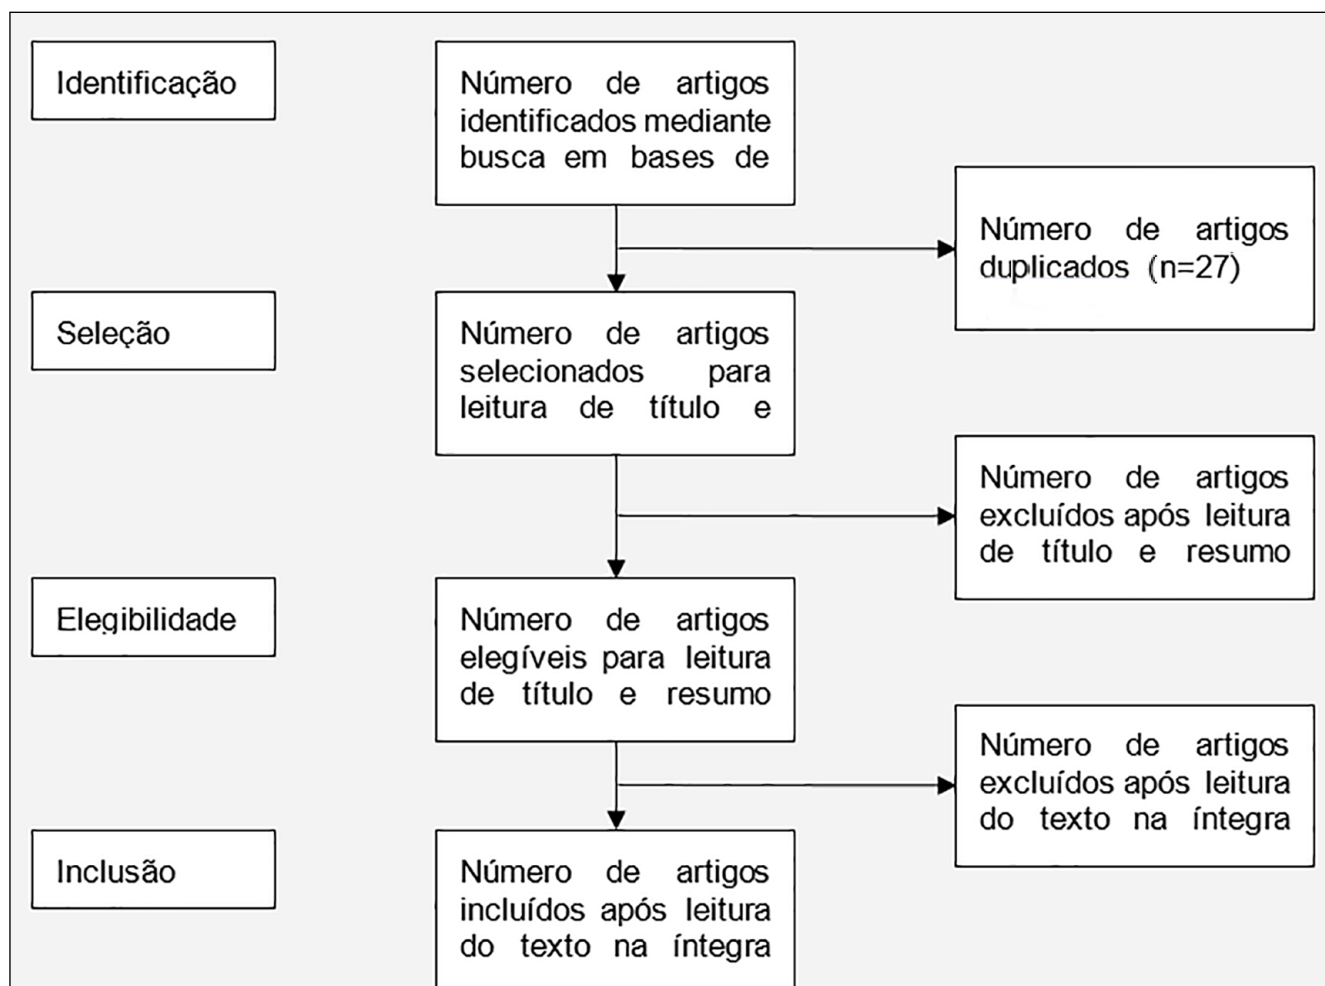 Identificação
Número de artigos
identificados mediante
busca em bases de
Número de artigos
duplicados (n=27)
Seleção
Número de artigos
selecionados para
leitura de título e
Número de artigos
excluídos após leitura
de título e resumo
Elegibilidade
Número de artigos
elegíveis para leitura
de título e resumo
Número de artigos
excluídos após leitura
do texto na íntegra
Inclusão
Número de artigos
incluídos após leitura
do texto na íntegra